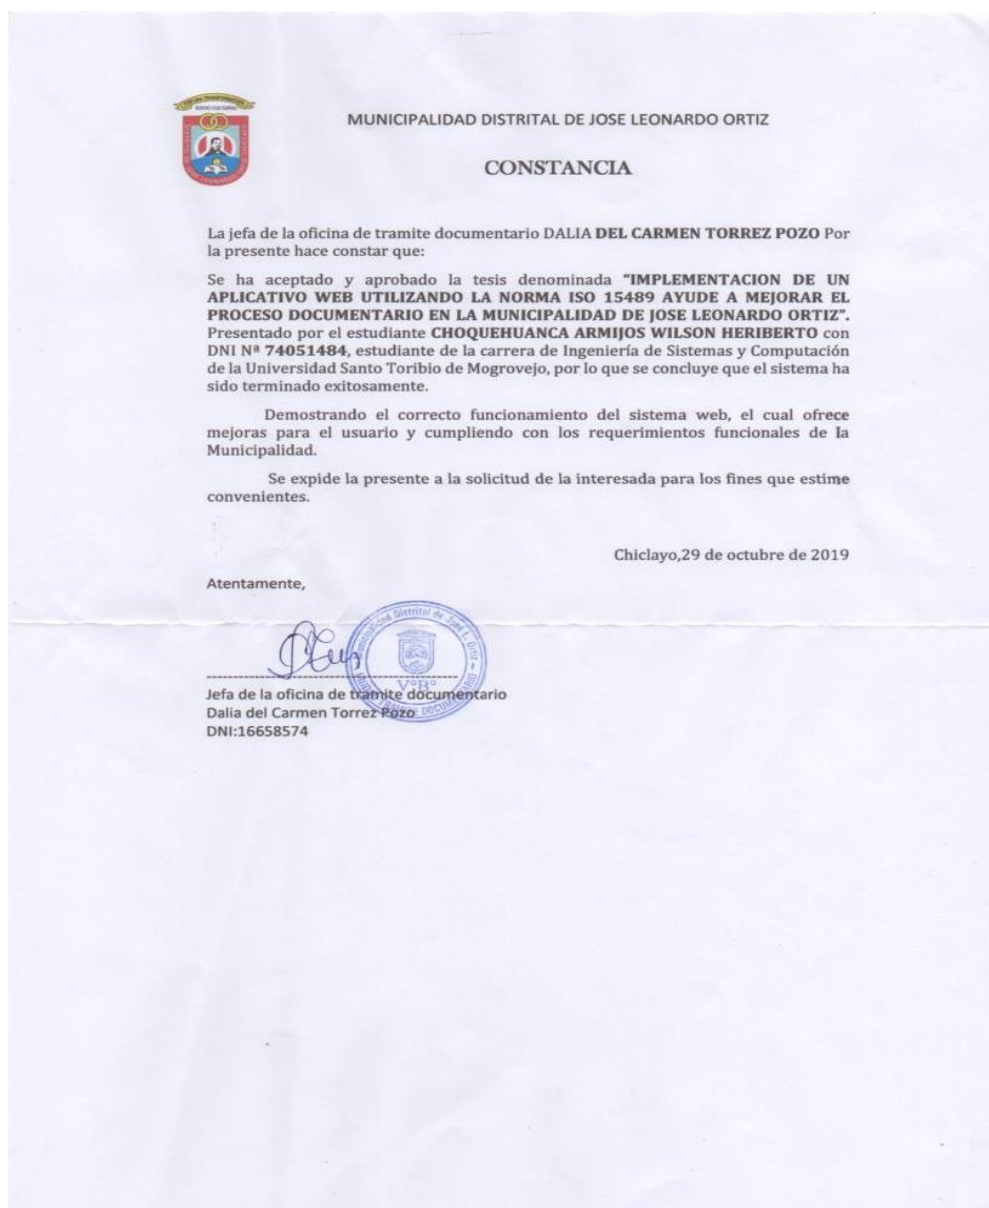 MUNICIPALIDAD DISTRITAL DE JOSE LEONARDO ORTIZ
CONSTANCIA
La jefa de la oficina de tramite documentario DALIA DEL CARMEN TORREZ POZO Por
la presente hace constar que:
Se ha aceptado y aprobado la tesis denominada "IMPLEMENTACION DE UN
APLICATIVO WEB UTILIZANDO LA NORMA ISO 15489 AYUDE A MEJORAR EL
PROCESO DOCUMENTARIO EN LA MUNICIPALIDAD DE JOSE LEONARDO ORTIZ".
Presentado por el estudiante CHOQUEHUANCA ARMIJOS WILSON HERIBERTO con
DNI Nª 74051484, estudiante de la carrera de Ingeniería de Sistemas y Computación
de la Universidad Santo Toribio de Mogrovejo, por lo que se concluye que el sistema ha
sido terminado exitosamente.
Demostrando el correcto funcionamiento del sistema web, el cual ofrece
mejoras para el usuario y cumpliendo con los requerimientos funcionales de la
Municipalidad.
Se expide la presente a la solicitud de la interesada para los fines que estime
convenientes.
Chiclayo,29 de octubre de 2019
Atentamente,
Municipalidad Distrital de José L. Ortiz
V°B°
TRAMITE DOCUMENTARIO
Jefa de la oficina de tramite documentario
Dalia del Carmen Torrez Pozo
DNI:16658574